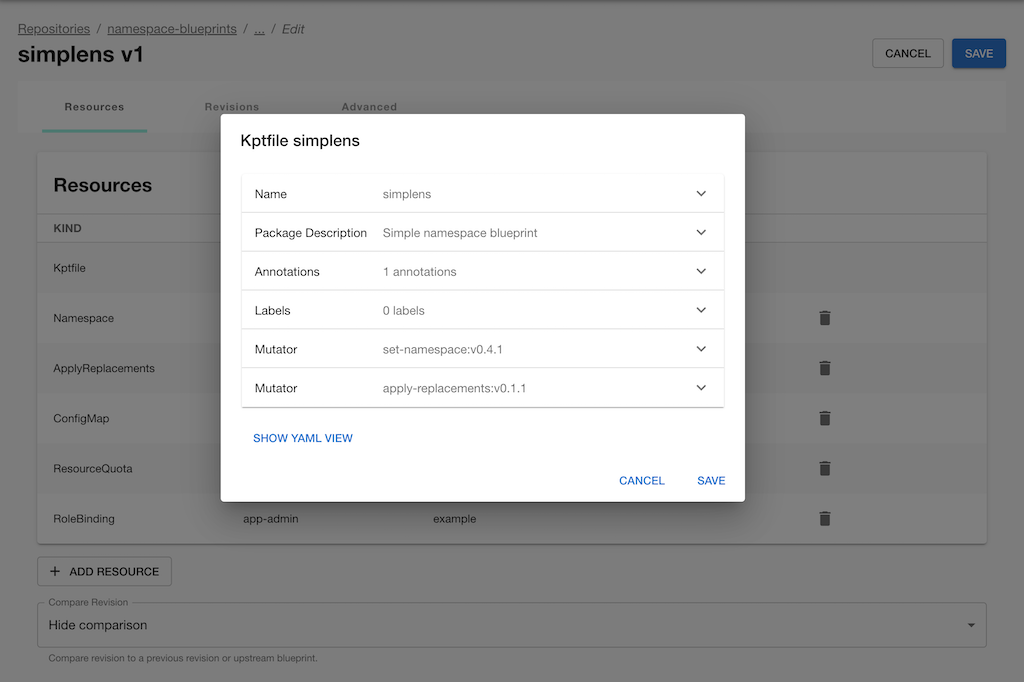 Repositories / namespace-blueprints / ... / Edit
simplens v1
CANCEL SAVE
Resources Revisions Advanced
Kptfile simplens
Name simplens
Package Description Simple namespace blueprint
Annotations 1 annotations
Labels 0 labels
Mutator set-namespace:v0.4.1
Mutator apply-replacements:v0.1.1
SHOW YAML VIEW
CANCEL SAVE
Resources
KIND
Kptfile
Namespace
ApplyReplacements
ConfigMap
ResourceQuota
RoleBinding app-admin example
+ ADD RESOURCE
Compare Revision
Hide comparison
Compare revision to a previous revision or upstream blueprint.